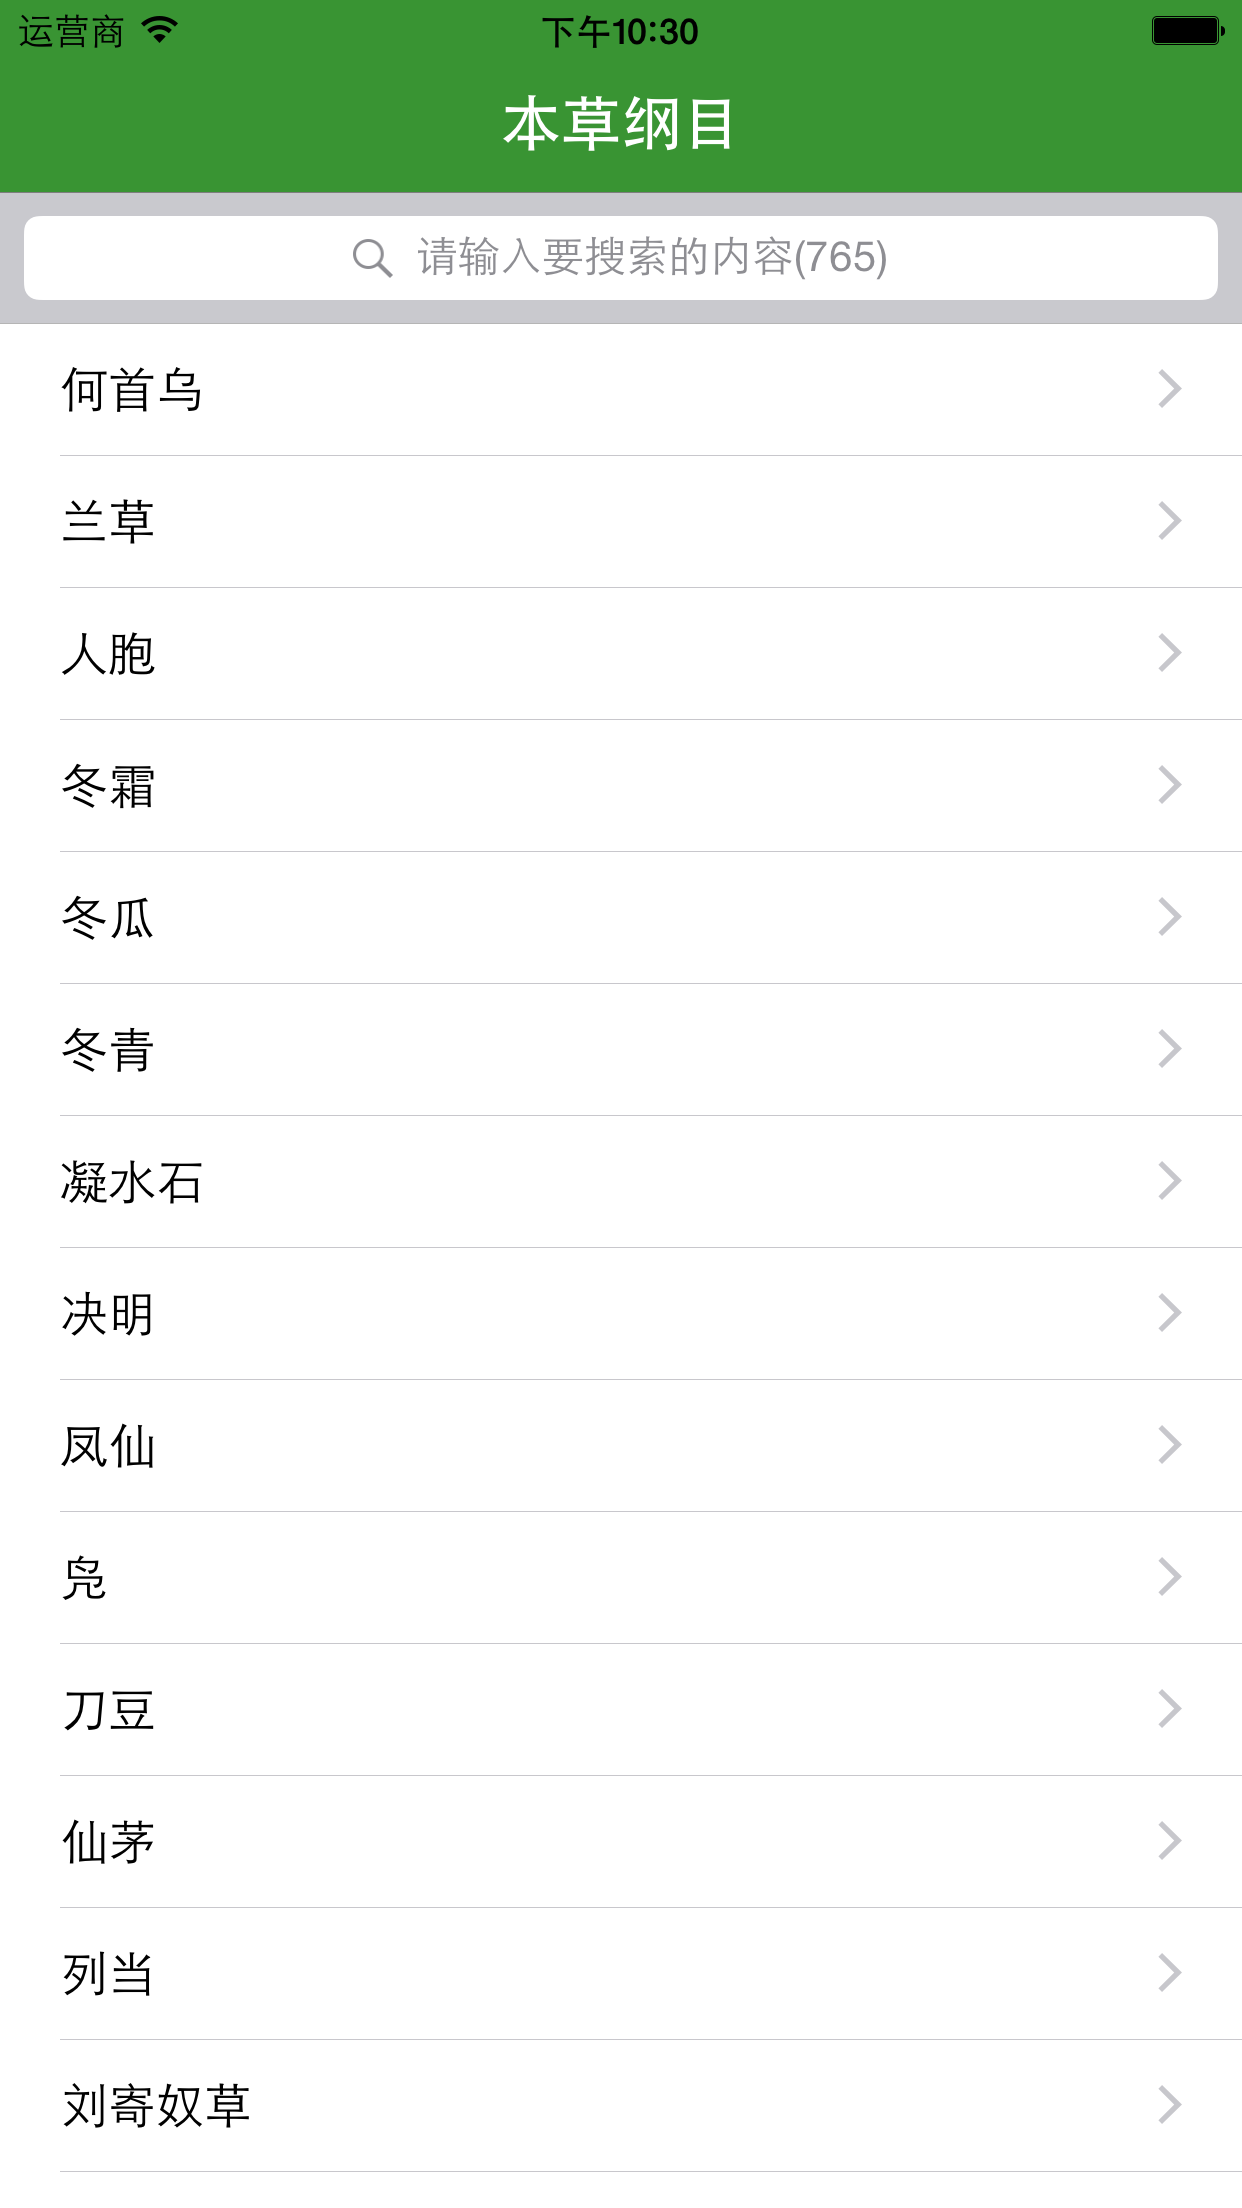 运营商 下午10:30
本草纲目
请输入要搜索的内容(765)
何首乌
兰草
人胞
冬霜
冬瓜
冬青
凝水石
决明
凤仙
凫
刀豆
仙茅
列当
刘寄奴草